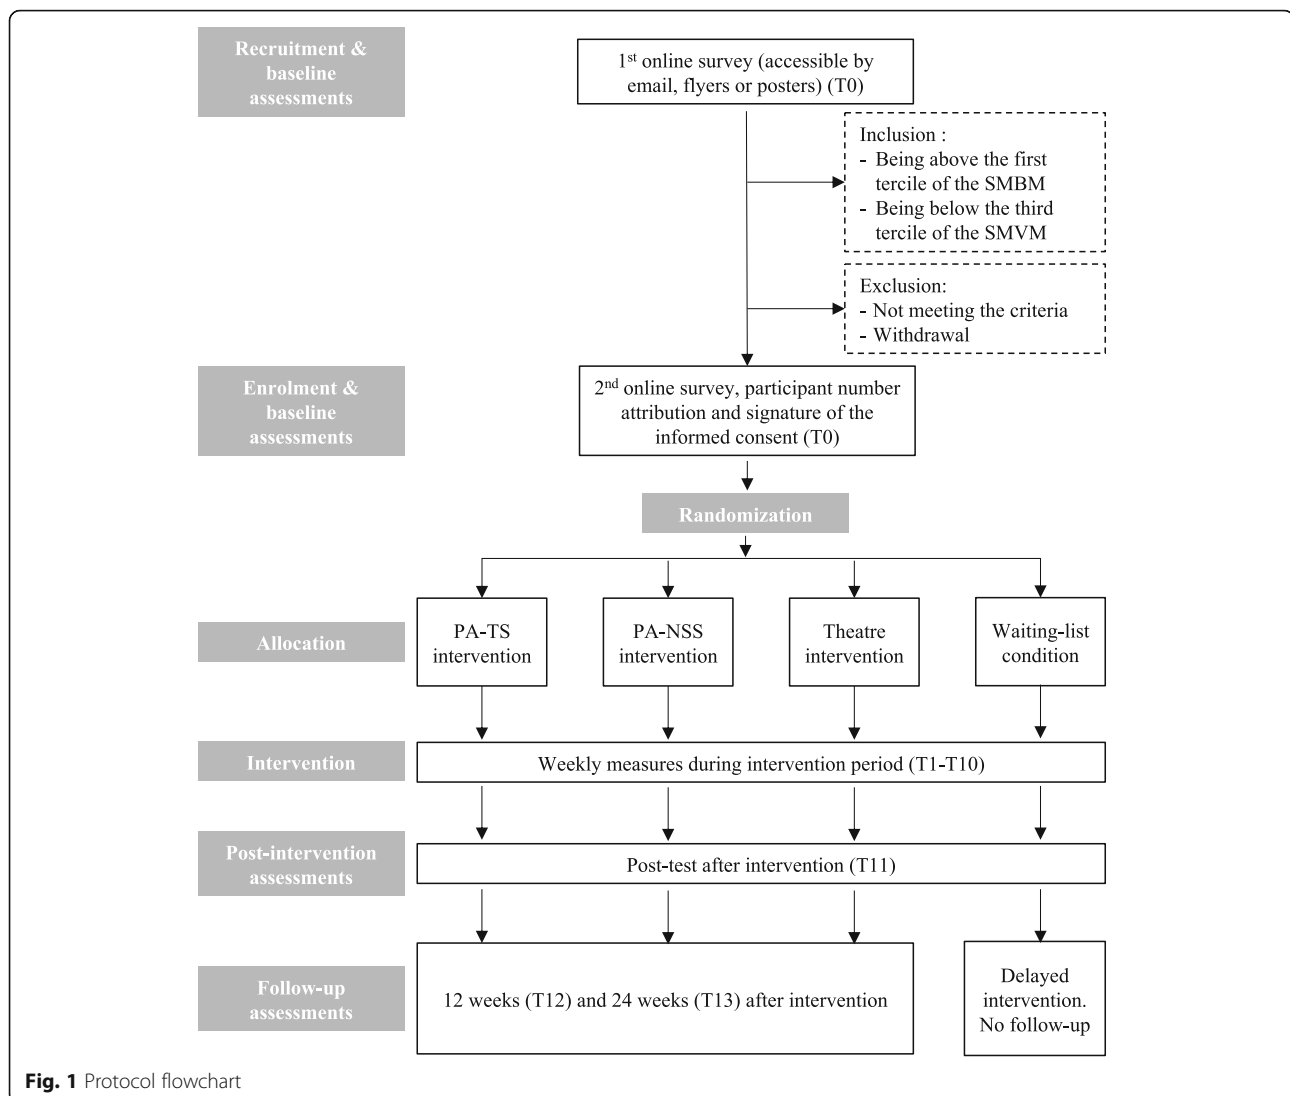 Recruitment &
baseline
assessments
1st online survey (accessible by
email, flyers or posters) (T0)
Inclusion :
- Being above the first
tercile of the SMBM
- Being below the third
tercile of the SMVM
Exclusion:
- Not meeting the criteria
- Withdrawal
Enrolment &
baseline
assessments
2nd online survey, participant number
attribution and signature of the
informed consent (T0)
Randomization
Allocation
PA-TS
intervention
PA-NSS
intervention
Theatre
intervention
Waiting-list
condition
Intervention
Weekly measures during intervention period (T1-T10)
Post-intervention
assessments
Post-test after intervention (T11)
Follow-up
assessments
12 weeks (T12) and 24 weeks (T13) after intervention
Delayed
intervention.
No follow-up
Fig. 1 Protocol flowchart